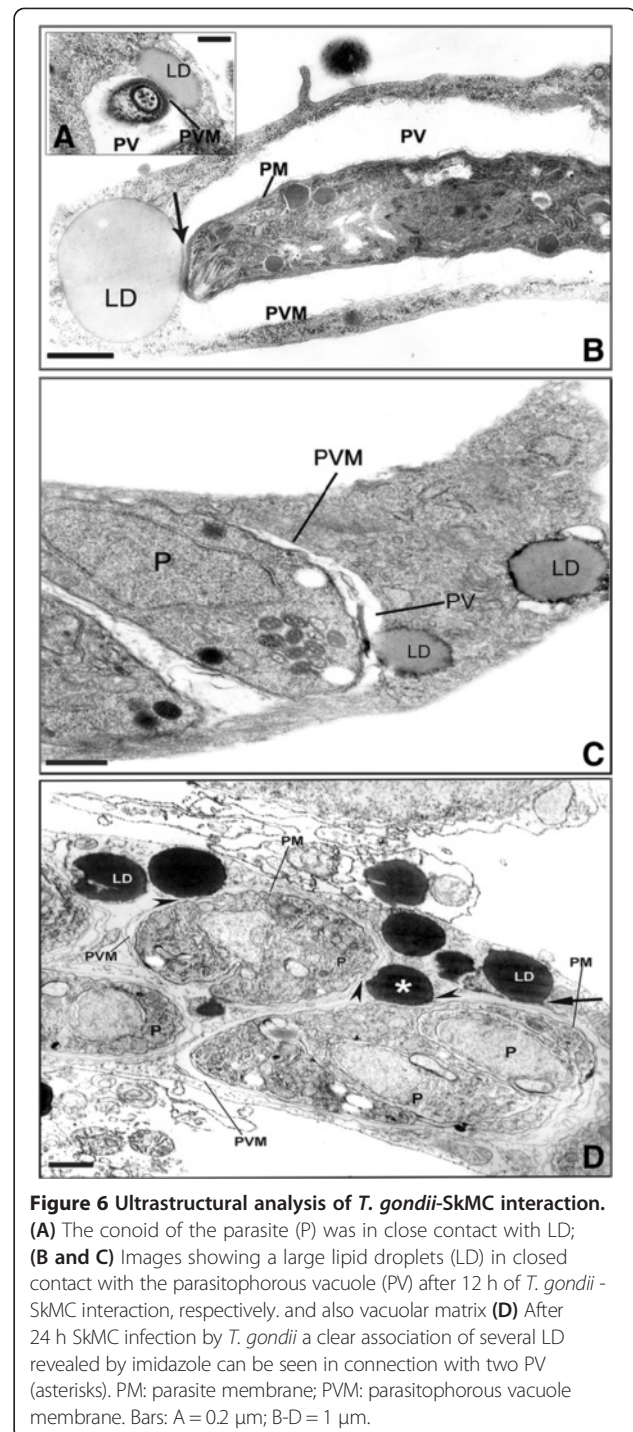 LD
A
PV
PVM
PV
PM
LD
PVM
B
PVM
P
PV
LD
LD
C
PM
LD
PVM
P
*
LD
PM
P
P
P
PVM
D
Figure 6 Ultrastructural analysis of T. gondii-SkMC interaction.
(A) The conoid of the parasite (P) was in close contact with LD;
(B and C) Images showing a large lipid droplets (LD) in closed
contact with the parasitophorous vacuole (PV) after 12 h of T. gondii -
SkMC interaction, respectively. and also vacuolar matrix (D) After
24 h SkMC infection by T. gondii a clear association of several LD
revealed by imidazole can be seen in connection with two PV
(asterisks). PM: parasite membrane; PVM: parasitophorous vacuole
membrane. Bars: A = 0.2 μm; B-D = 1 μm.